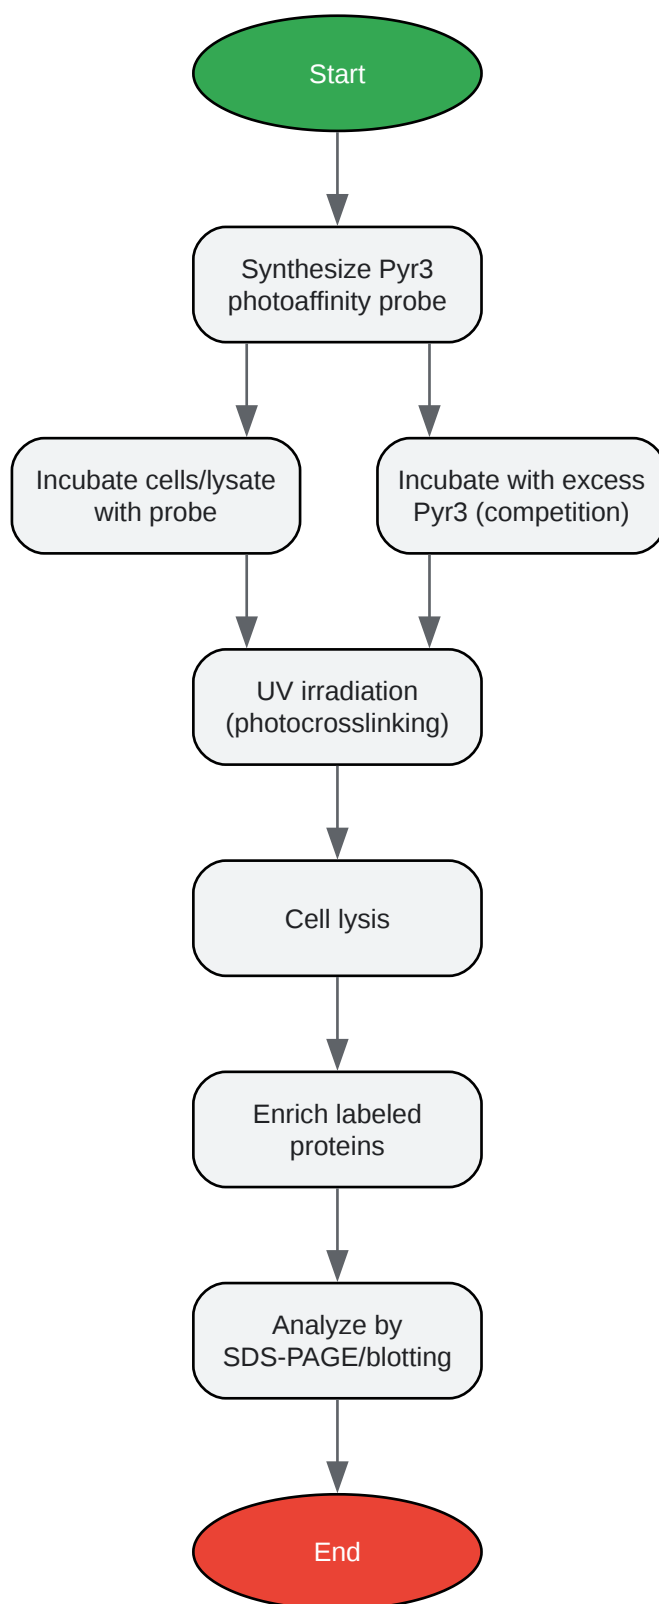 Start
Synthesize Pyr3
photoaffinity probe
Incubate cells/lysate
with probe
Incubate with excess
Pyr3 (competition)
UV irradiation
(photocrosslinking)
Cell lysis
Enrich labeled
proteins
Analyze by
SDS-PAGE/blotting
End